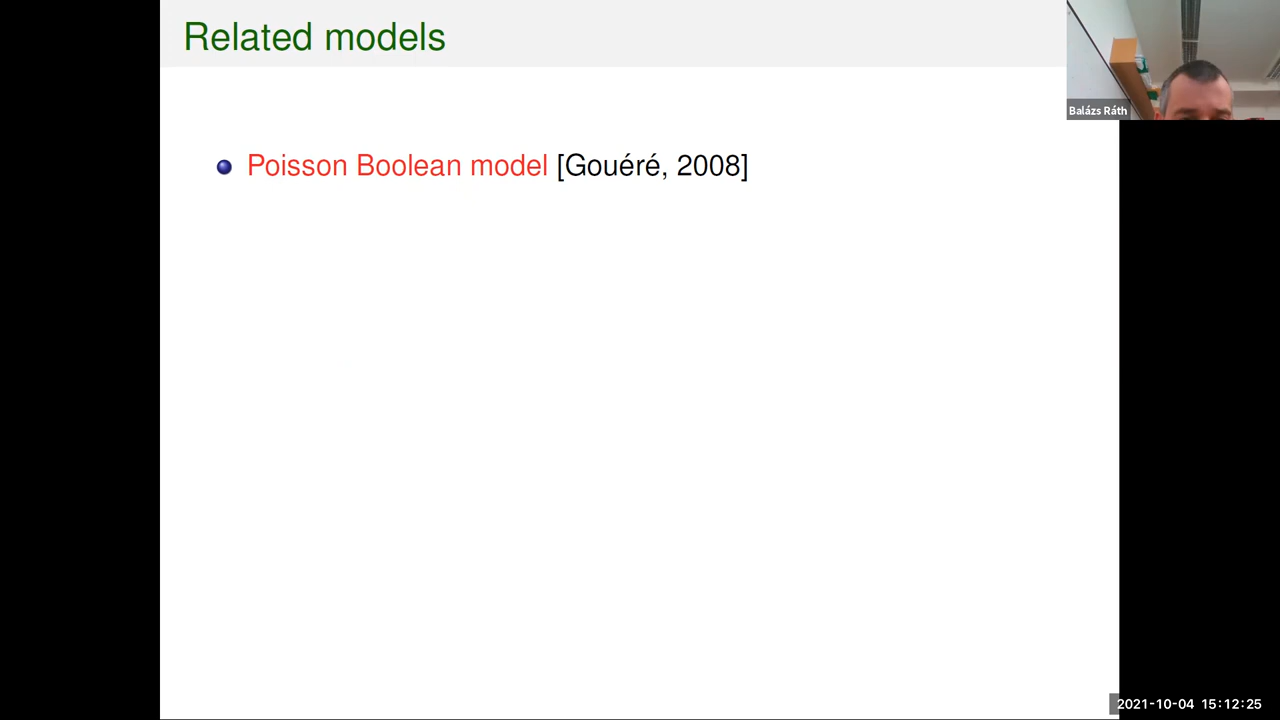 Related models
Balázs Ráth
Poisson Boolean model [Gouéré, 2008]
2021-10-04 15:12:25